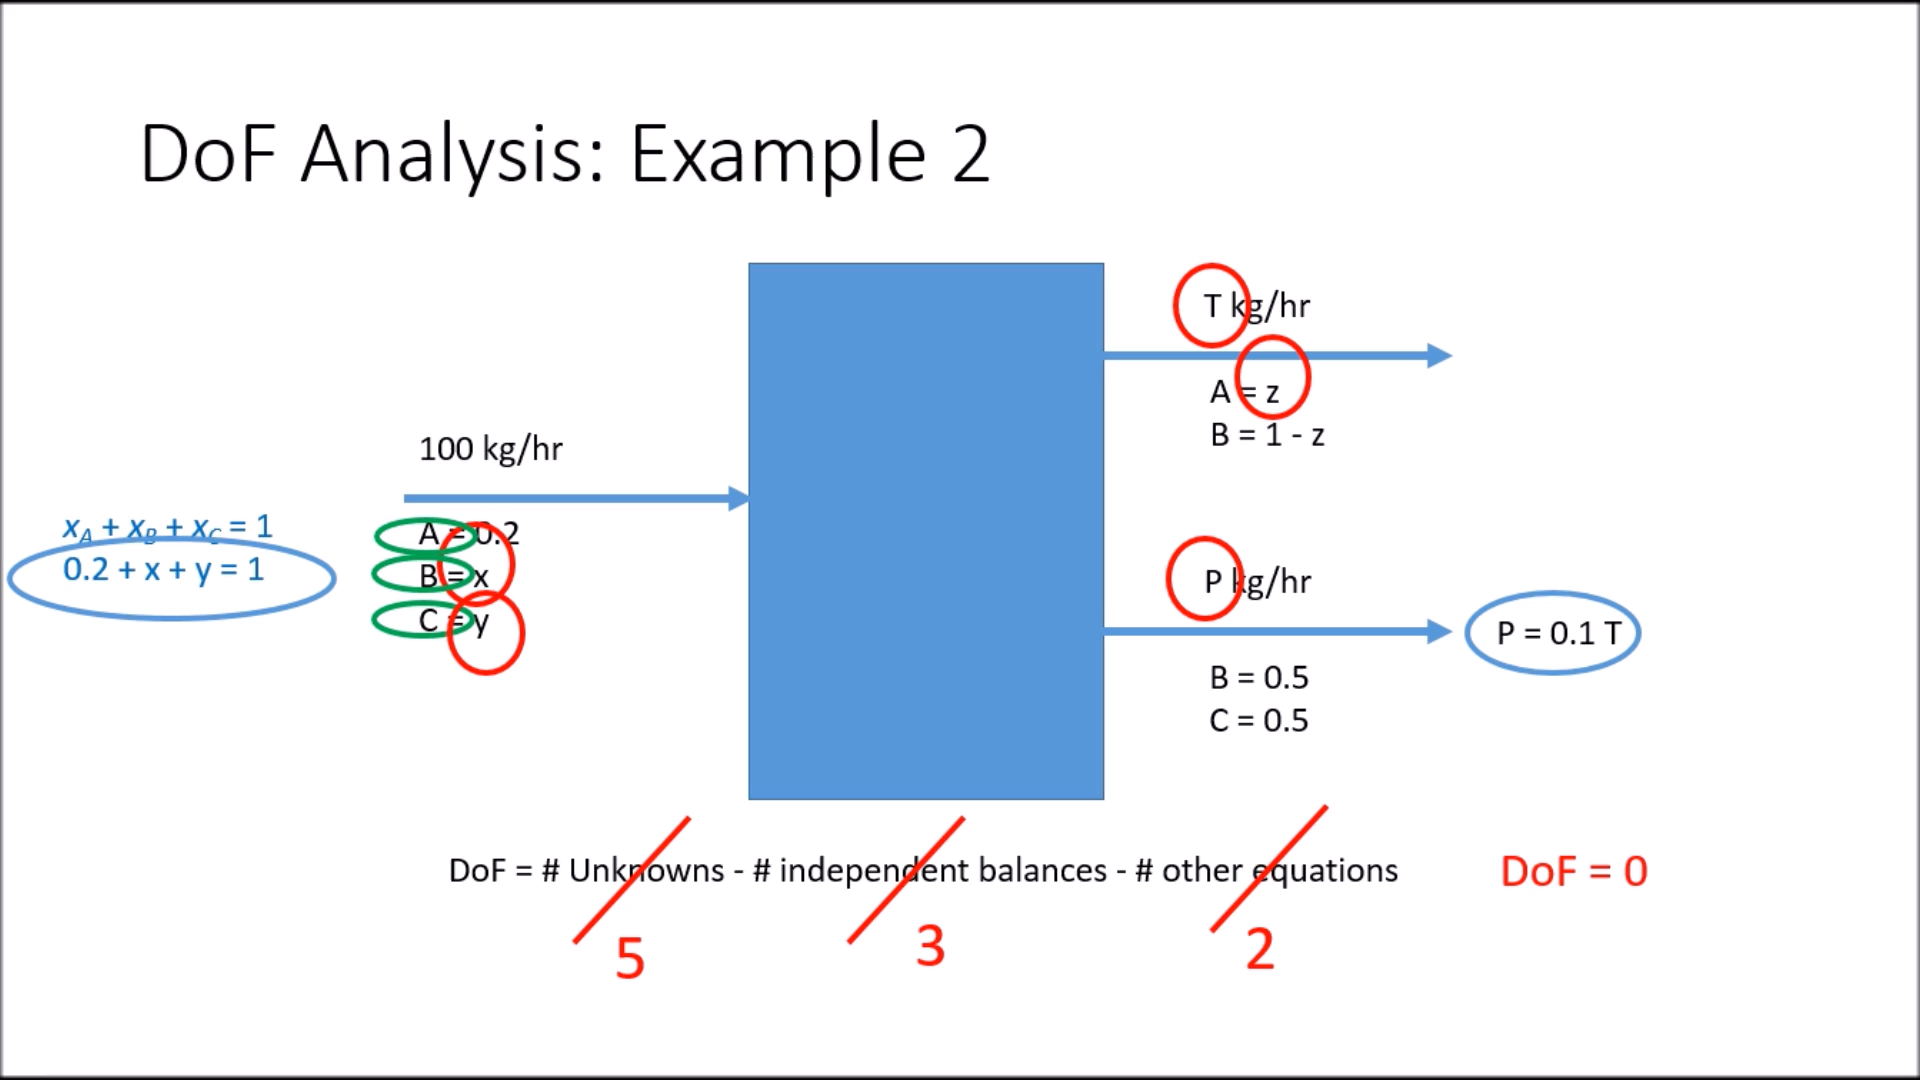 DoF Analysis: Example 2
T kg/hr
A = z
B = 1 - z
100 kg/hr
x_A + x_B + x_C = 1
0.2 + x + y = 1
A = 0.2
B = x
C = y
P kg/hr
P = 0.1 T
B = 0.5
C = 0.5
DoF = # Unknowns - # independent balances - # other equations
DoF = 0
5
3
2